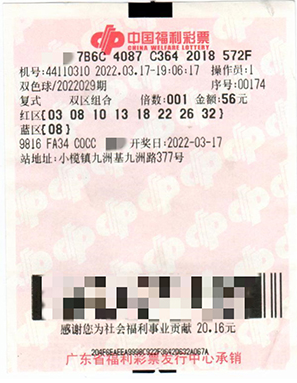 中国福利彩票
CHINA WELFARE LOTTERY
7B6C 4087 C364 2018 572F
机号:44110310 2022.03.17-19:06:17 操作员:1
双色球/2022029期 序号:00174
复式 双区组合 倍数:001 金额:56元
红区[03 08 10 13 18 22 26 32]
蓝区[08]
9816 FA34 C0CC 开奖日:2022-03-17
站地址:小榄镇九洲基九洲路377号
感谢您为社会福利事业贡献 20.16元
广东省福利彩票发行中心承销